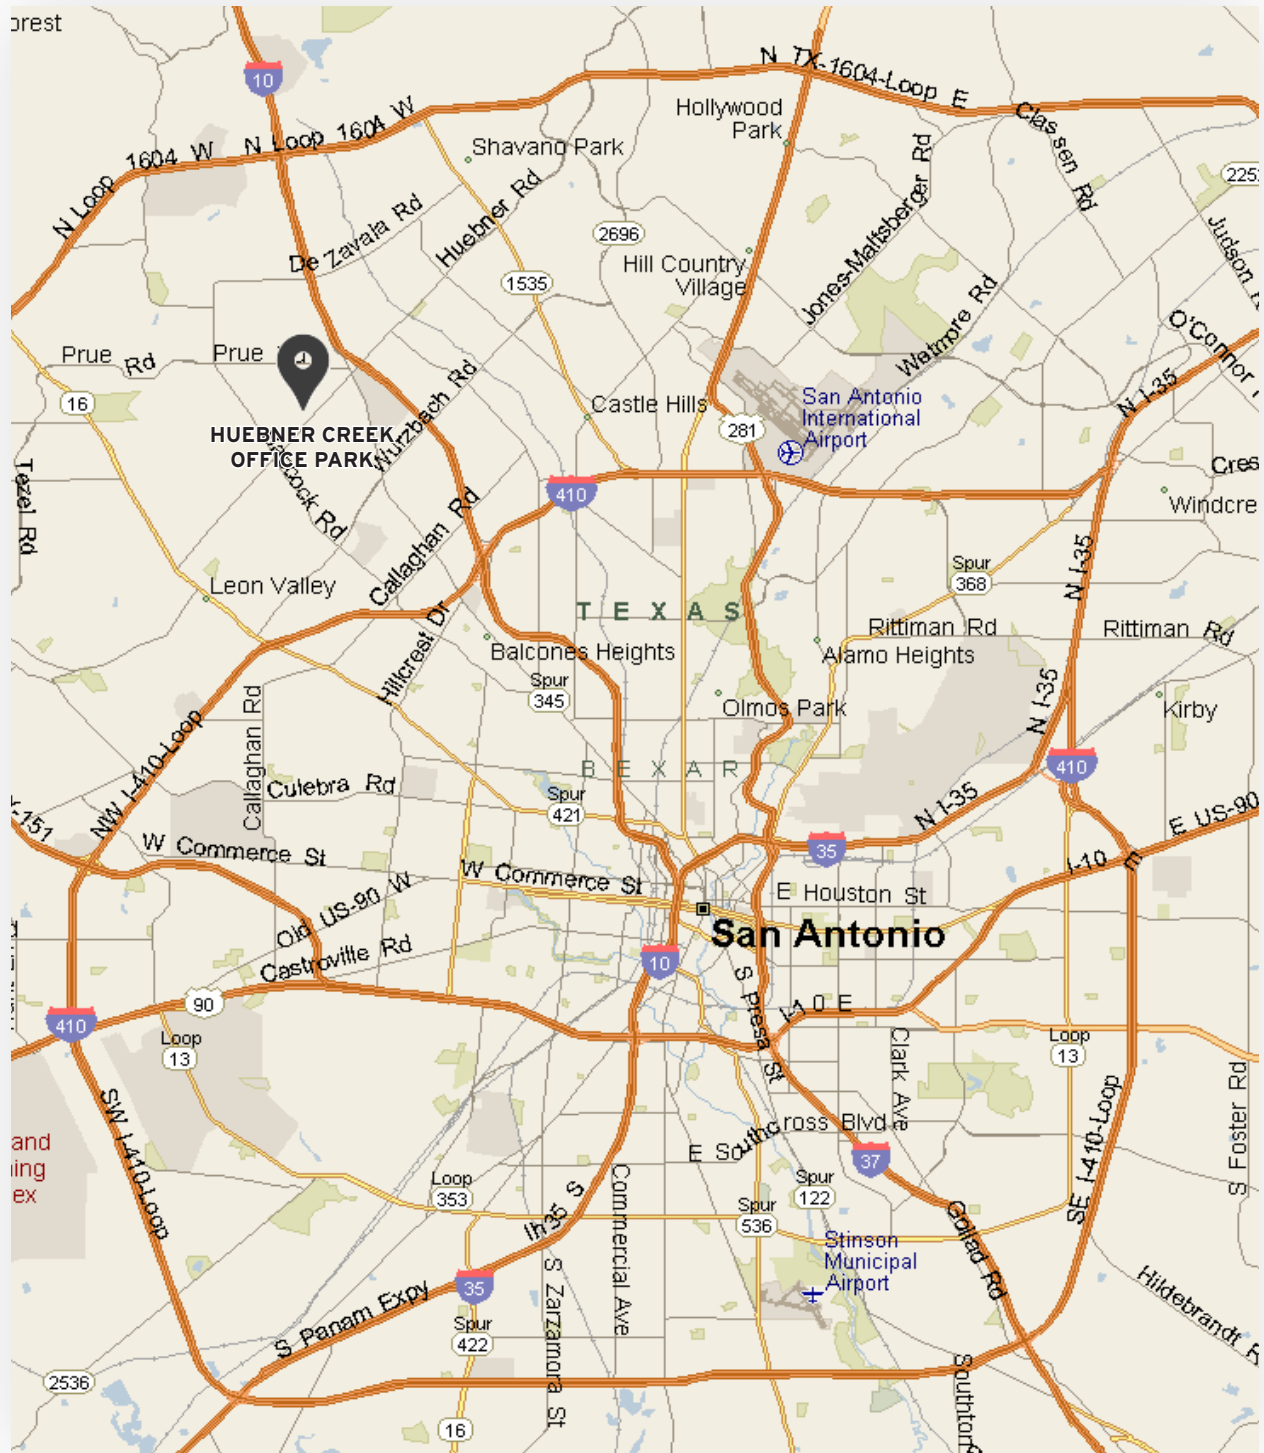 orest
10
N TX-1604-Loop E
Hollywood
Park
Classen Rd
N Loop 1604 W
1604 W
N Loop
Shavano Park
Jones-Maltsberger Rd
2252
De Zavala Rd
Huebner Rd
2696
Judson R
Hill Country
Village
1535
Wetmore Rd
O'Connor
Prue Rd
Prue
16
Wurzbach Rd
Castle Hills
San Antonio
International
Airport
281
N I-35
HUEBNER CREEK
OFFICE PARK
Tezel Rd
410
Cres
Windcre
Callaghan Rd
N I-35
Spur
368
Leon Valley
TEXAS
Rittiman Rd
Rittiman Rd
Hillcrest Dr
Balcones Heights
Alamo Heights
Spur
345
Olmos Park
N I-35
Kirby
Callaghan Rd
NW I-410-Loop
BEXAR
410
Culebra Rd
Spur
421
N I-35
E US-90
-151
W Commerce St
35
I-10 E
W Commerce St
E Houston St
Old US-90 W
San Antonio
Castroville Rd
10
S Presa St
90
I-10 E
410
Loop
13
Clark Ave
Loop
13
SW I-410-Loop
SE I-410-Loop
S Foster Rd
and
ning
ex
E Southcross Blvd
37
Loop
353
Commercial Ave
Spur
122
Spur
536
Ih 35 S
Goliad Rd
Stinson
Municipal
Airport
35
S Zarzamora St
Hildebrandt R
S Panam Expy
Spur
422
2536
Southton
16